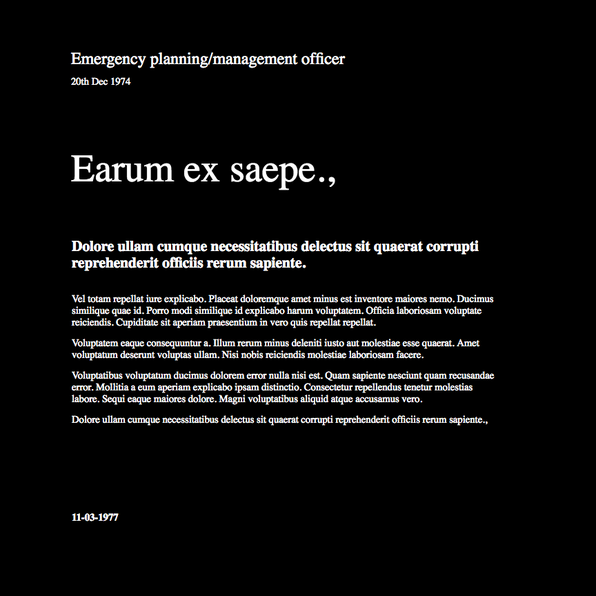 Emergency planning/management officer
20th Dec 1974
Earum ex saepe.,
Dolore ullam cumque necessitatibus delectus sit quaerat corrupti
reprehenderit officiis rerum sapiente.
Vel totam repellat iure explicabo. Placeat doloremque amet minus est inventore maiores nemo. Ducimus
similique quae id. Porro modi similique id explicabo harum voluptatem. Officia laboriosam voluptate
reiciendis. Cupiditate sit aperiam praesentium in vero quis repellat repellat.
Voluptatem eaque consequuntur a. Illum rerum minus deleniti iusto aut molestiae esse quaerat. Amet
voluptatum deserunt voluptas ullam. Nisi nobis reiciendis molestiae laboriosam facere.
Voluptatibus voluptatum ducimus dolorem error nulla nisi est. Quam sapiente nesciunt quam recusandae
error. Mollitia a eum aperiam explicabo ipsam distinctio. Consectetur repellendus tenetur molestias
labore. Sequi eaque maiores dolore. Magni voluptatibus aliquid atque accusamus vero.
Dolore ullam cumque necessitatibus delectus sit quaerat corrupti reprehenderit officiis rerum sapiente.,
11-03-1977